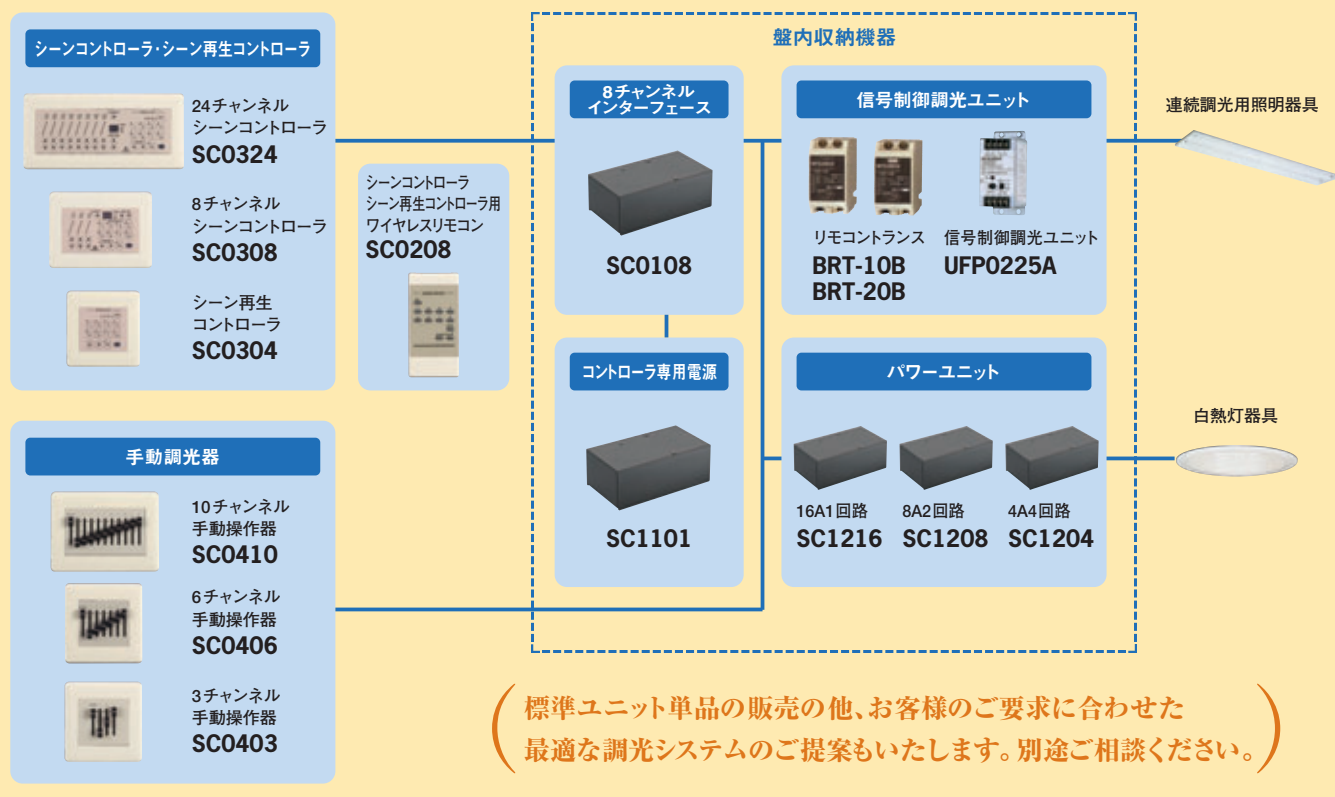 シーンコントローラ・シーン再生コントローラ
24チャンネル
シーンコントローラ
SC0324
8チャンネル
シーンコントローラ
SC0308
シーン再生
コントローラ
SC0304
シーンコントローラ
シーン再生コントローラ用
ワイヤレスリモコン
SC0208
手動調光器
10チャンネル
手動操作器
SC0410
6チャンネル
手動操作器
SC0406
3チャンネル
手動操作器
SC0403
盤内収納機器
8チャンネル
インターフェース
SC0108
信号制御調光ユニット
リモコントランス
BRT-10B
BRT-20B
信号制御調光ユニット
UFP0225A
コントローラ専用電源
SC1101
パワーユニット
16A1回路
SC1216
8A2回路
SC1208
4A4回路
SC1204
連続調光用照明器具
白熱灯器具
(標準ユニット単品の販売の他、お客様のご要求に合わせた
最適な調光システムのご提案もいたします。別途ご相談ください。)